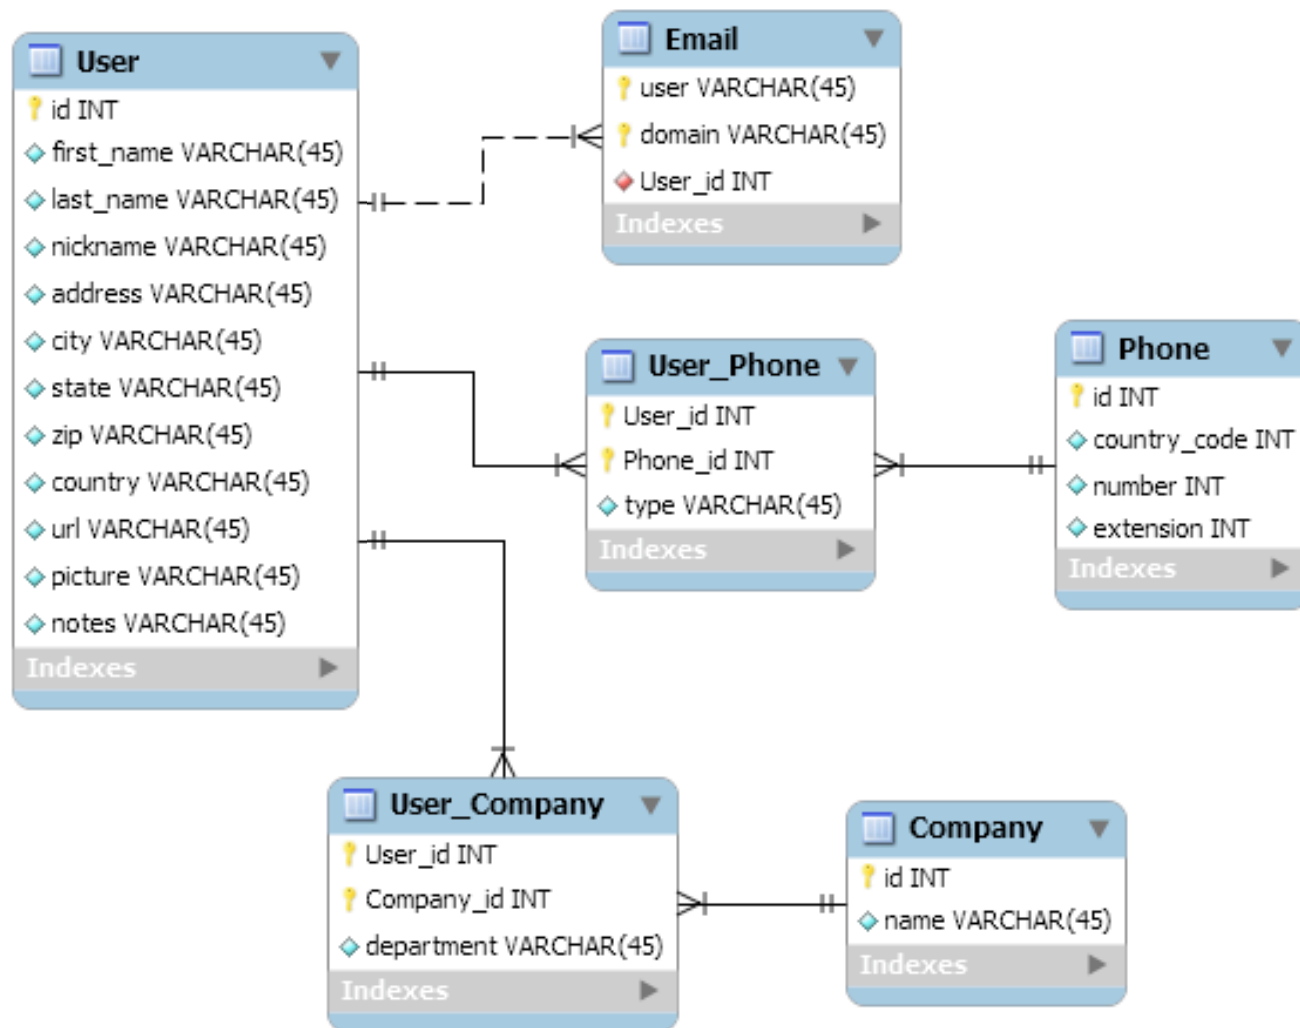 User
id INT
first_name VARCHAR(45)
last_name VARCHAR(45)
nickname VARCHAR(45)
address VARCHAR(45)
city VARCHAR(45)
state VARCHAR(45)
zip VARCHAR(45)
country VARCHAR(45)
url VARCHAR(45)
picture VARCHAR(45)
notes VARCHAR(45)
Indexes
Email
user VARCHAR(45)
domain VARCHAR(45)
User_id INT
Indexes
User_Phone
User_id INT
Phone_id INT
type VARCHAR(45)
Indexes
Phone
id INT
country_code INT
number INT
extension INT
Indexes
User_Company
User_id INT
Company_id INT
department VARCHAR(45)
Indexes
Company
id INT
name VARCHAR(45)
Indexes